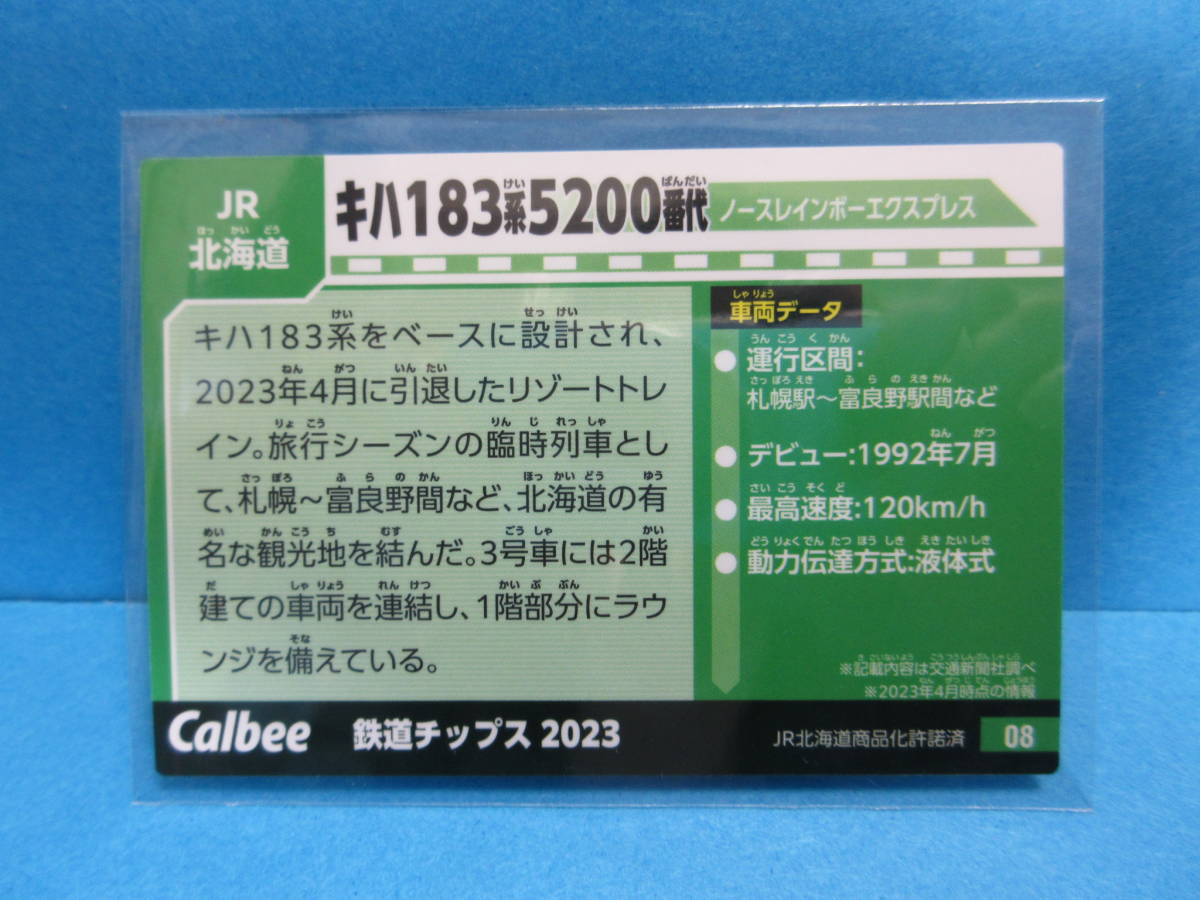 JR
北海道
キハ183系5200番代
ノースレインボーエクスプレス
キハ183系をベースに設計され、
2023年4月に引退したリゾートトレ
イン。旅行シーズンの臨時列車とし
て、札幌～富良野間など、北海道の有
名な観光地を結んだ。3号車には2階
建ての車両を連結し、1階部分にラウ
ンジを備えている。
車両データ
運行区間:
札幌駅～富良野駅間など
デビュー:1992年7月
最高速度:120km/h
動力伝達方式:液体式
※記載内容は交通新聞社調べ
※2023年4月時点の情報
Calbee 鉄道チップス 2023
JR北海道商品化許諾済 08